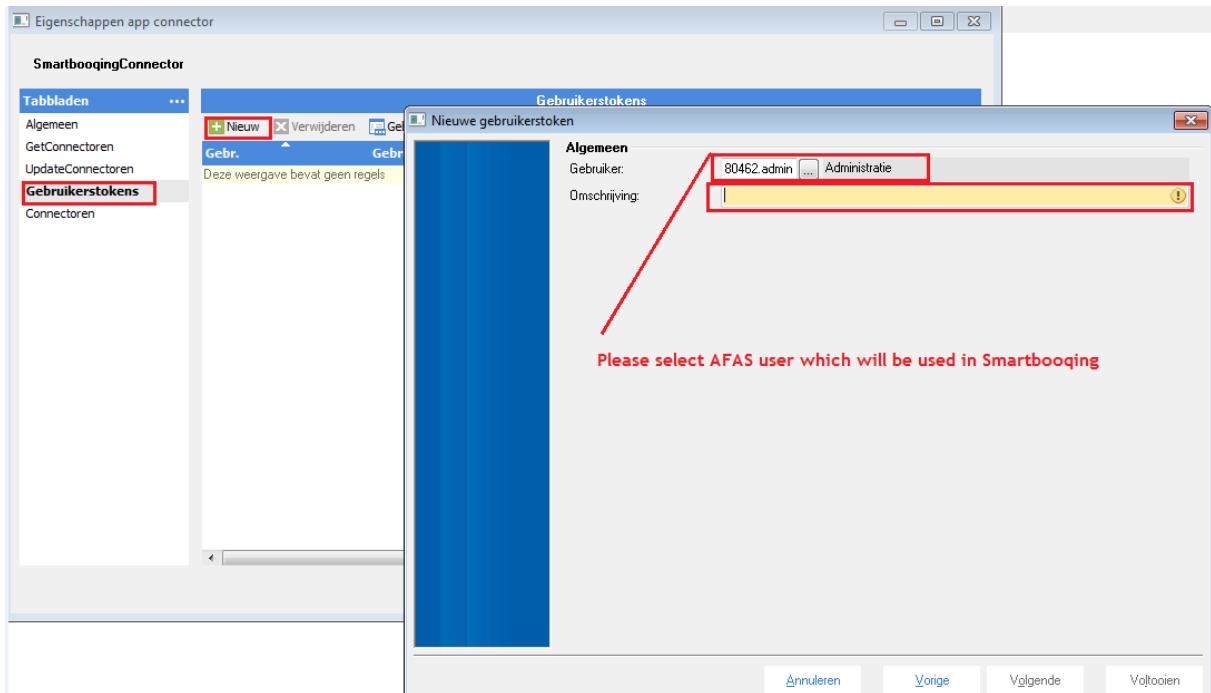 Eigenschappen app connector
SmartbooqingConnector
Tabbladen ...
Algemeen
GetConnectoren
UpdateConnectoren
Gebruikerstokens
Connectoren
Gebruikerstokens
Nieuw Verwijderen Gel
Gebr. Gebr
Deze weergave bevat geen regels
Nieuwe gebruikerstoken
Algemeen
Gebruiker: 80462.admin ... Administratie
Omschrijving:
Please select AFAS user which will be used in Smartbooqing
Annuleren Vorige Volgende Voltooien